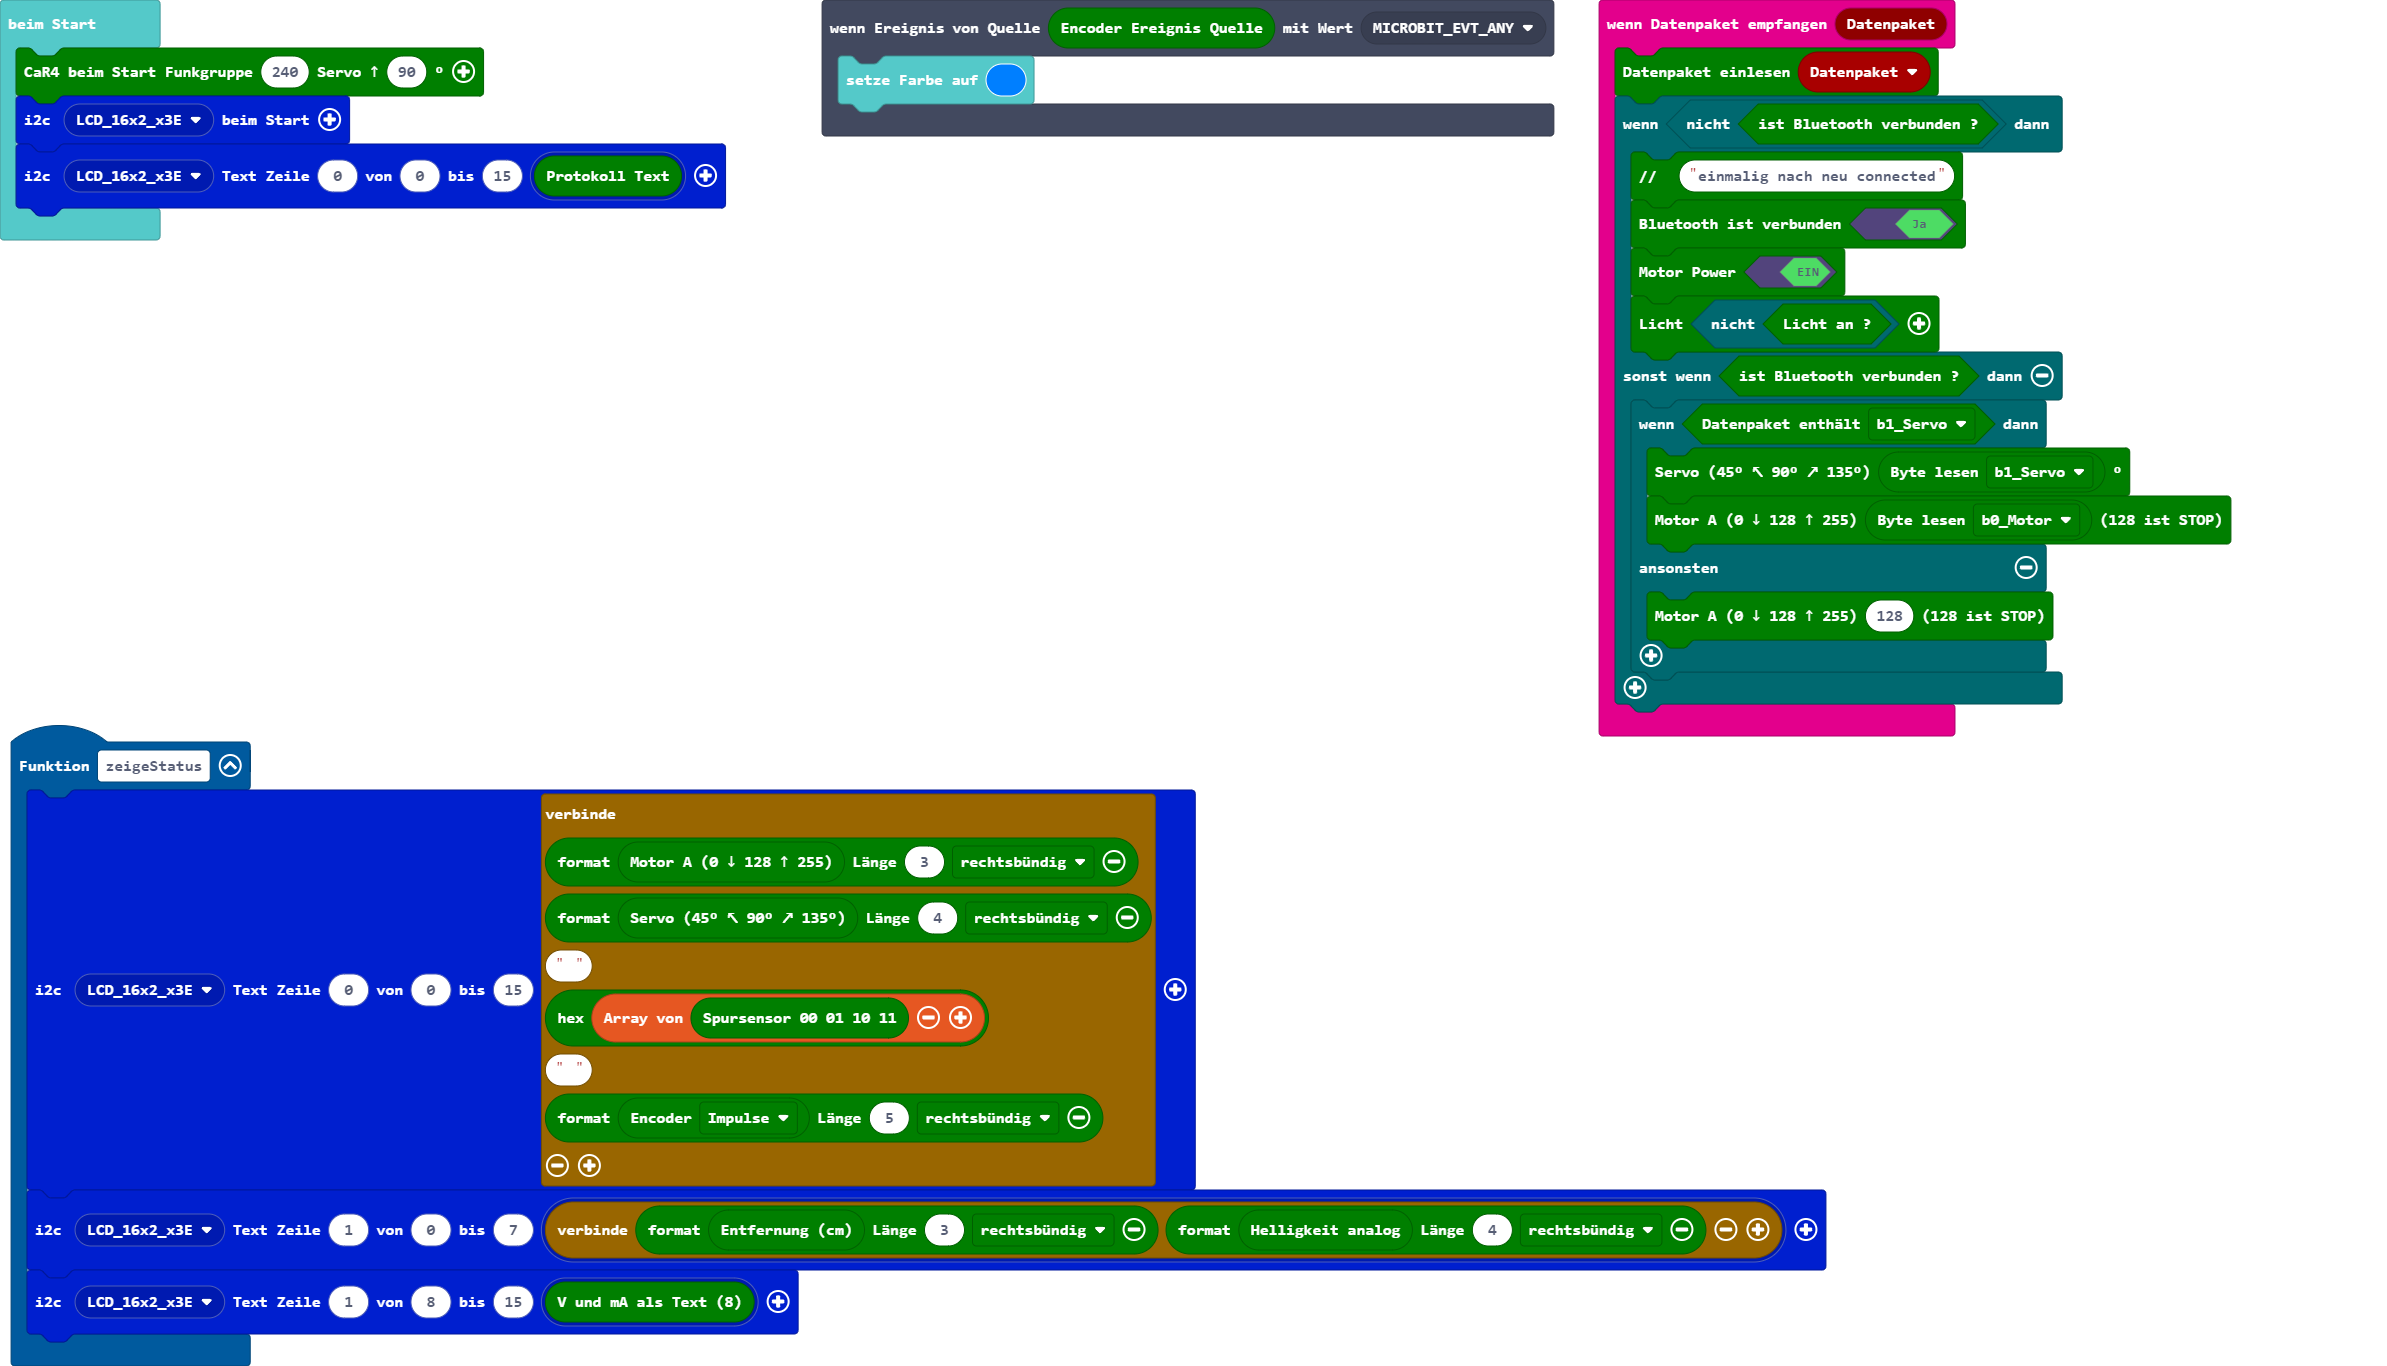 beim Start
CaR4 beim Start Funkgruppe 240 Servo ↑ 90 °
i2c LCD_16x2_x3E beim Start
i2c LCD_16x2_x3E Text Zeile 0 von 0 bis 15 Protokoll Text
wenn Ereignis von Quelle Encoder Ereignis Quelle mit Wert MICROBIT_EVT_ANY
setze Farbe auf
wenn Datenpaket empfangen Datenpaket
Datenpaket einlesen Datenpaket
wenn nicht ist Bluetooth verbunden ? dann
// "einmalig nach neu connected"
Bluetooth ist verbunden Ja
Motor Power EIN
Licht nicht Licht an ?
sonst wenn ist Bluetooth verbunden ? dann
wenn Datenpaket enthält b1_Servo dann
Servo (45° ↖ 90° ↗ 135°) Byte lesen b1_Servo °
Motor A (0 ↓ 128 ↑ 255) Byte lesen b0_Motor (128 ist STOP)
ansonsten
Motor A (0 ↓ 128 ↑ 255) 128 (128 ist STOP)
Funktion zeigeStatus
verbinde
format Motor A (0 ↓ 128 ↑ 255) Länge 3 rechtsbündig
format Servo (45° ↖ 90° ↗ 135°) Länge 4 rechtsbündig
" "
i2c LCD_16x2_x3E Text Zeile 0 von 0 bis 15
hex Array von Spursensor 00 01 10 11
" "
format Encoder Impulse Länge 5 rechtsbündig
i2c LCD_16x2_x3E Text Zeile 1 von 0 bis 7 verbinde format Entfernung (cm) Länge 3 rechtsbündig format Helligkeit analog Länge 4 rechtsbündig
i2c LCD_16x2_x3E Text Zeile 1 von 8 bis 15 V und mA als Text (8)